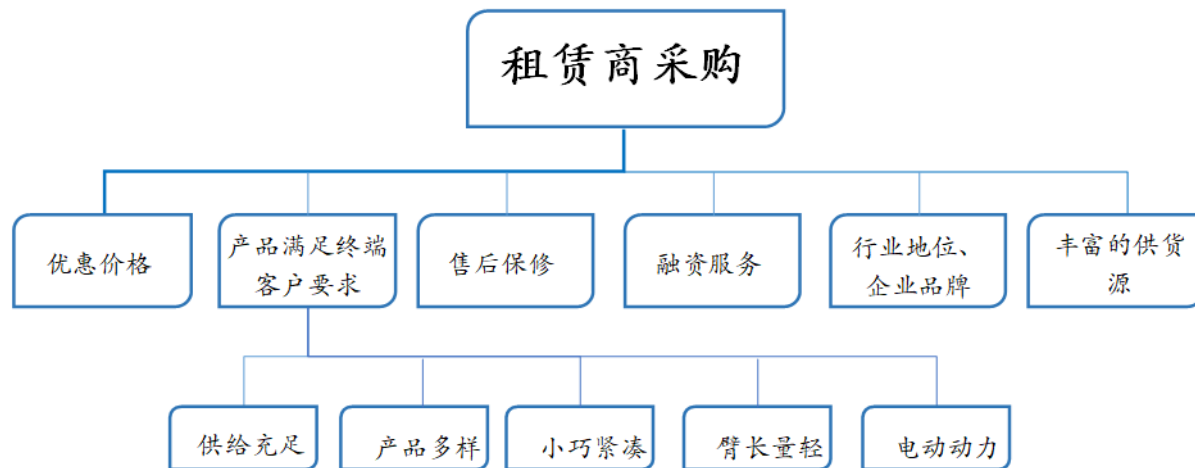 租赁商采购
优惠价格
产品满足终端
客户要求
售后保修
融资服务
行业地位、
企业品牌
丰富的供货
源
供给充足
产品多样
小巧紧凑
臂长量轻
电动动力